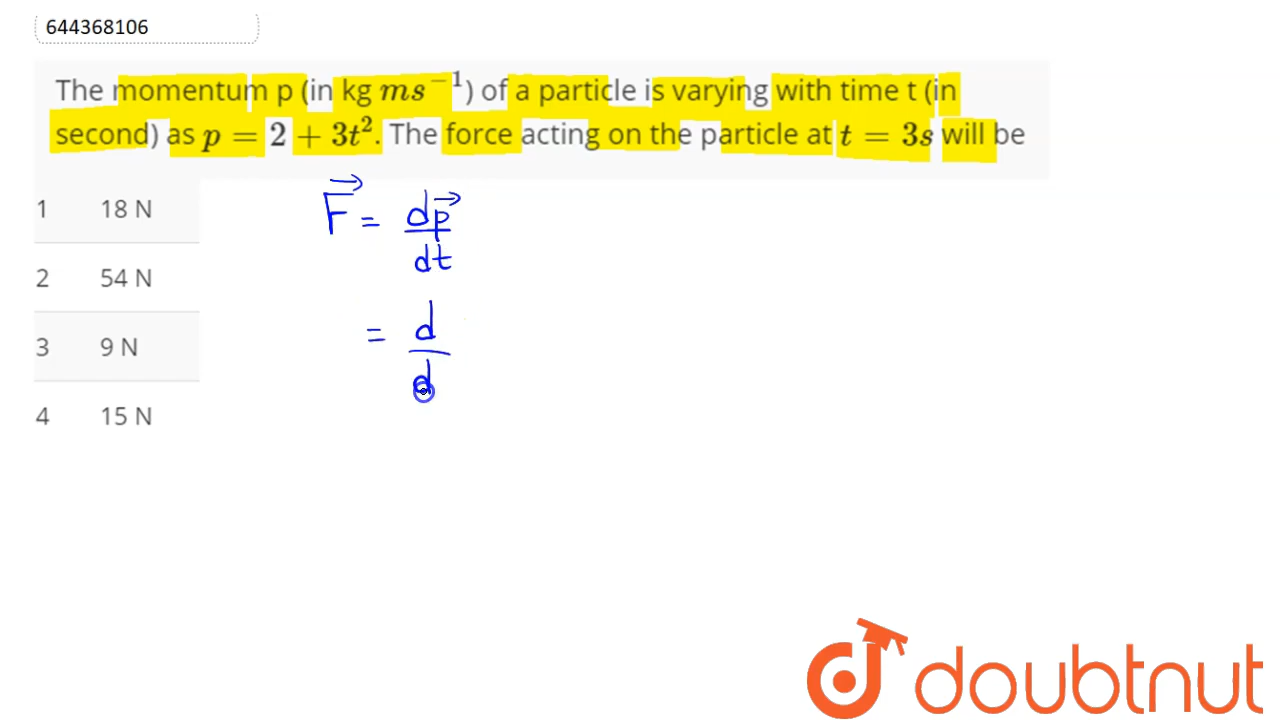 644368106
The momentum p (in kg ms⁻¹) of a particle is varying with time t (in
second) as p = 2 + 3t². The force acting on the particle at t = 3s will be
1 18 N
2 54 N
3 9 N
4 15 N
F⃗ = dp⃗/dt
= d/d
doubtnut